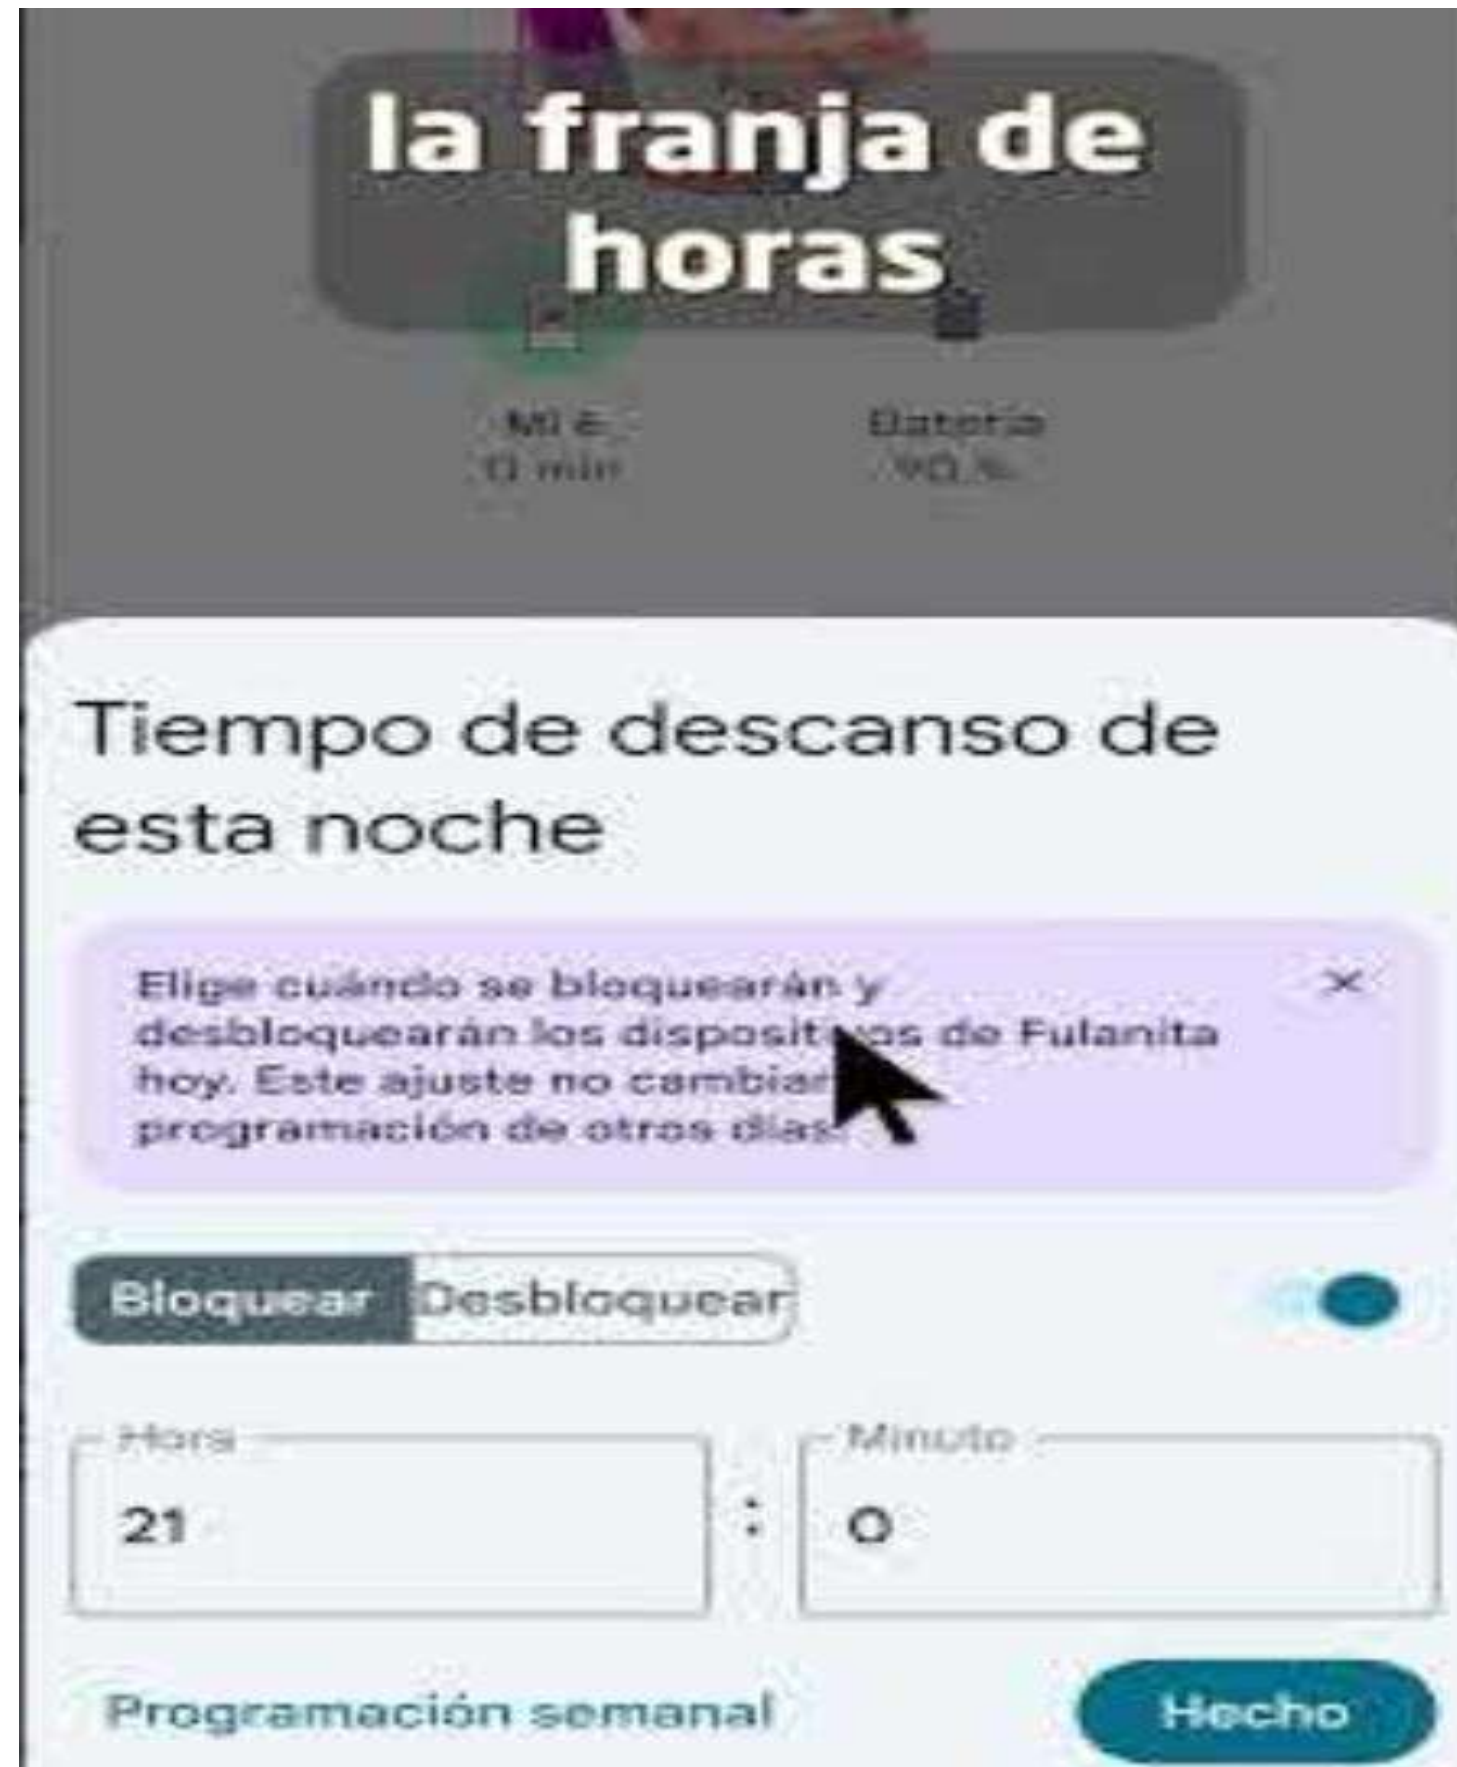 la franja de
horas
0 min
Batería
90 %
Tiempo de descanso de
esta noche
Elige cuándo se bloquearán y
desbloquearán los dispositivos de Fulanita
hoy. Este ajuste no
programación de otros días.
Bloquear
Desbloquear
Hora
Minuto
21
:
0
Programación semanal
Hecho